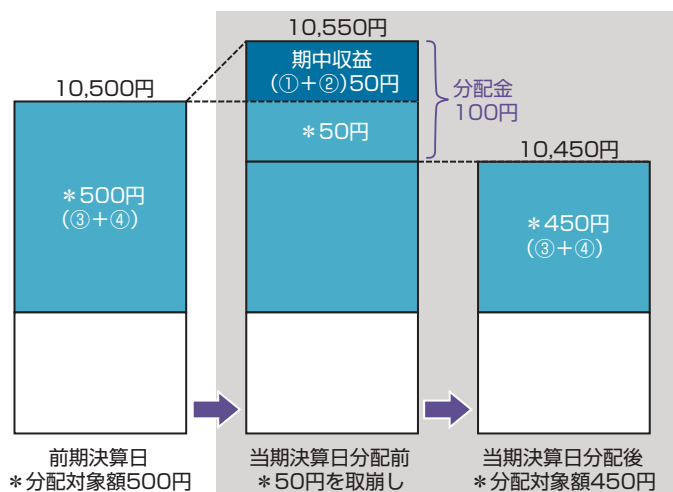 10,500円
＊500円
（③＋④）
前期決算日
＊分配対象額500円
10,550円
期中収益
（①＋②）50円
＊50円
分配金
100円
当期決算日分配前
＊50円を取崩し
10,450円
＊450円
（③＋④）
当期決算日分配後
＊分配対象額450円